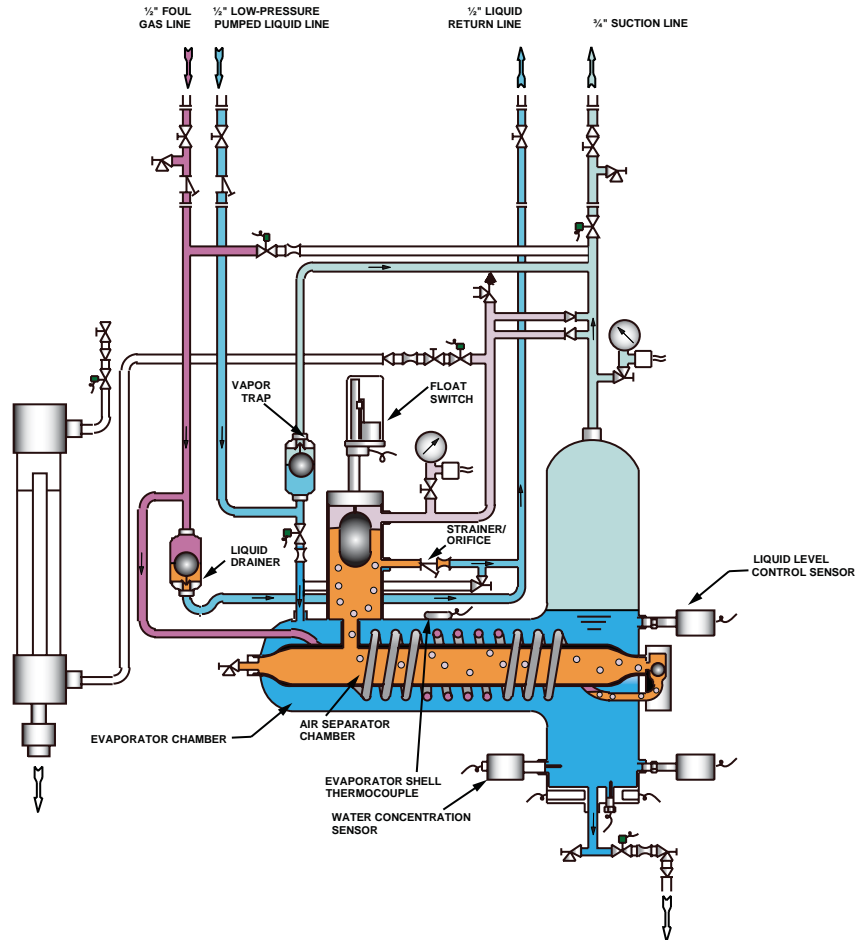 ½" FOUL
GAS LINE
½" LOW-PRESSURE
PUMPED LIQUID LINE
½" LIQUID
RETURN LINE
¾" SUCTION LINE
VAPOR
TRAP
FLOAT
SWITCH
STRAINER/
ORIFICE
LIQUID
DRAINER
LIQUID LEVEL
CONTROL SENSOR
EVAPORATOR CHAMBER
AIR SEPARATOR
CHAMBER
EVAPORATOR SHELL
THERMOCOUPLE
WATER CONCENTRATION
SENSOR